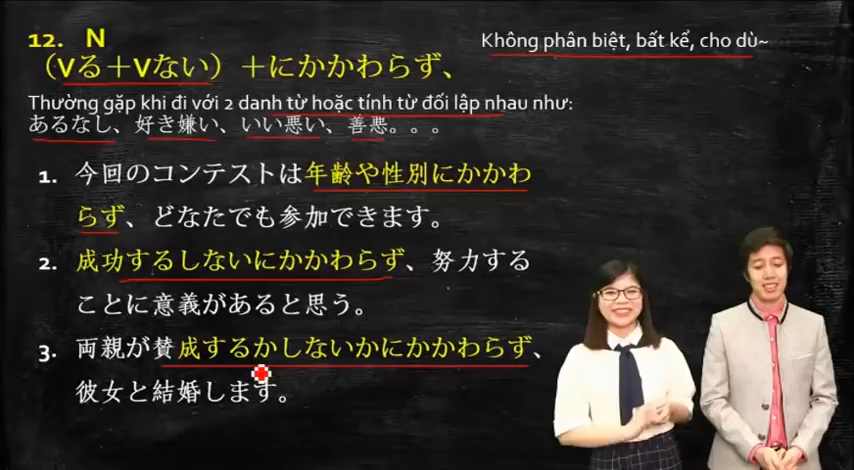 12. N
Không phân biệt, bất kể, cho dù~
（Vる＋Vない）＋にかかわらず、
Thường gặp khi đi với 2 danh từ hoặc tính từ đối lập nhau như:
あるなし、好き嫌い、いい悪い、善悪。。。
1. 今回のコンテストは年齢や性別にかかわ
らず、どなたでも参加できます。
2. 成功するしないにかかわらず、努力する
ことに意義があると思う。
3. 両親が賛成するかしないかにかかわらず、
彼女と結婚します。